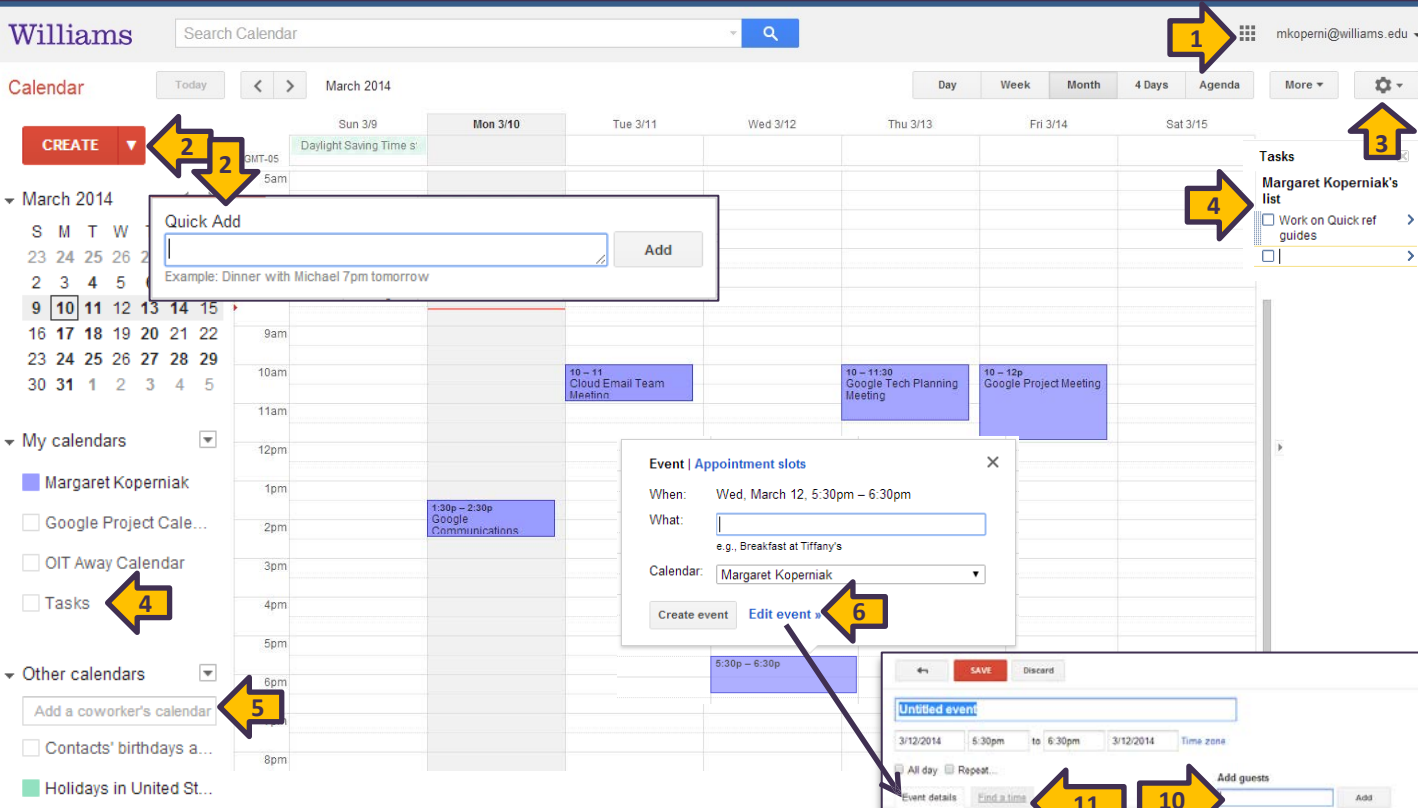 Williams
Search Calendar
1
mkoperni@williams.edu
Calendar
Today
March 2014
Day
Week
Month
4 Days
Agenda
More
3
CREATE
2
2
Sun 3/9
Mon 3/10
Tue 3/11
Wed 3/12
Thu 3/13
Fri 3/14
Sat 3/15
GMT-05
Daylight Saving Time s
Tasks
Margaret Koperniak's
list
Work on Quick ref
guides
4
March 2014
S M T W
23 24 25 26 2
2 3 4 5
9 10 11 12 13 14 15
16 17 18 19 20 21 22
23 24 25 26 27 28 29
30 31 1 2 3 4 5
Quick Add
Add
Example: Dinner with Michael 7pm tomorrow
5am
9am
10am
11am
12pm
1pm
2pm
3pm
4pm
5pm
6pm
8pm
10 – 11
Cloud Email Team
Meeting
10 – 11:30
Google Tech Planning
Meeting
10 – 12p
Google Project Meeting
1:30p – 2:30p
Google
Communications
My calendars
Margaret Koperniak
Google Project Cale...
OIT Away Calendar
Tasks
4
Other calendars
Add a coworker's calendar
5
Contacts' birthdays a...
Holidays in United St...
Event | Appointment slots
When: Wed, March 12, 5:30pm – 6:30pm
What:
e.g., Breakfast at Tiffany's
Calendar: Margaret Koperniak
Create event
Edit event »
6
5:30p – 6:30p
SAVE
Discard
Untitled event
3/12/2014 5:30pm to 6:30pm 3/12/2014 Time zone
All day Repeat...
Event details
Find a time
11
10
Add guests
Add